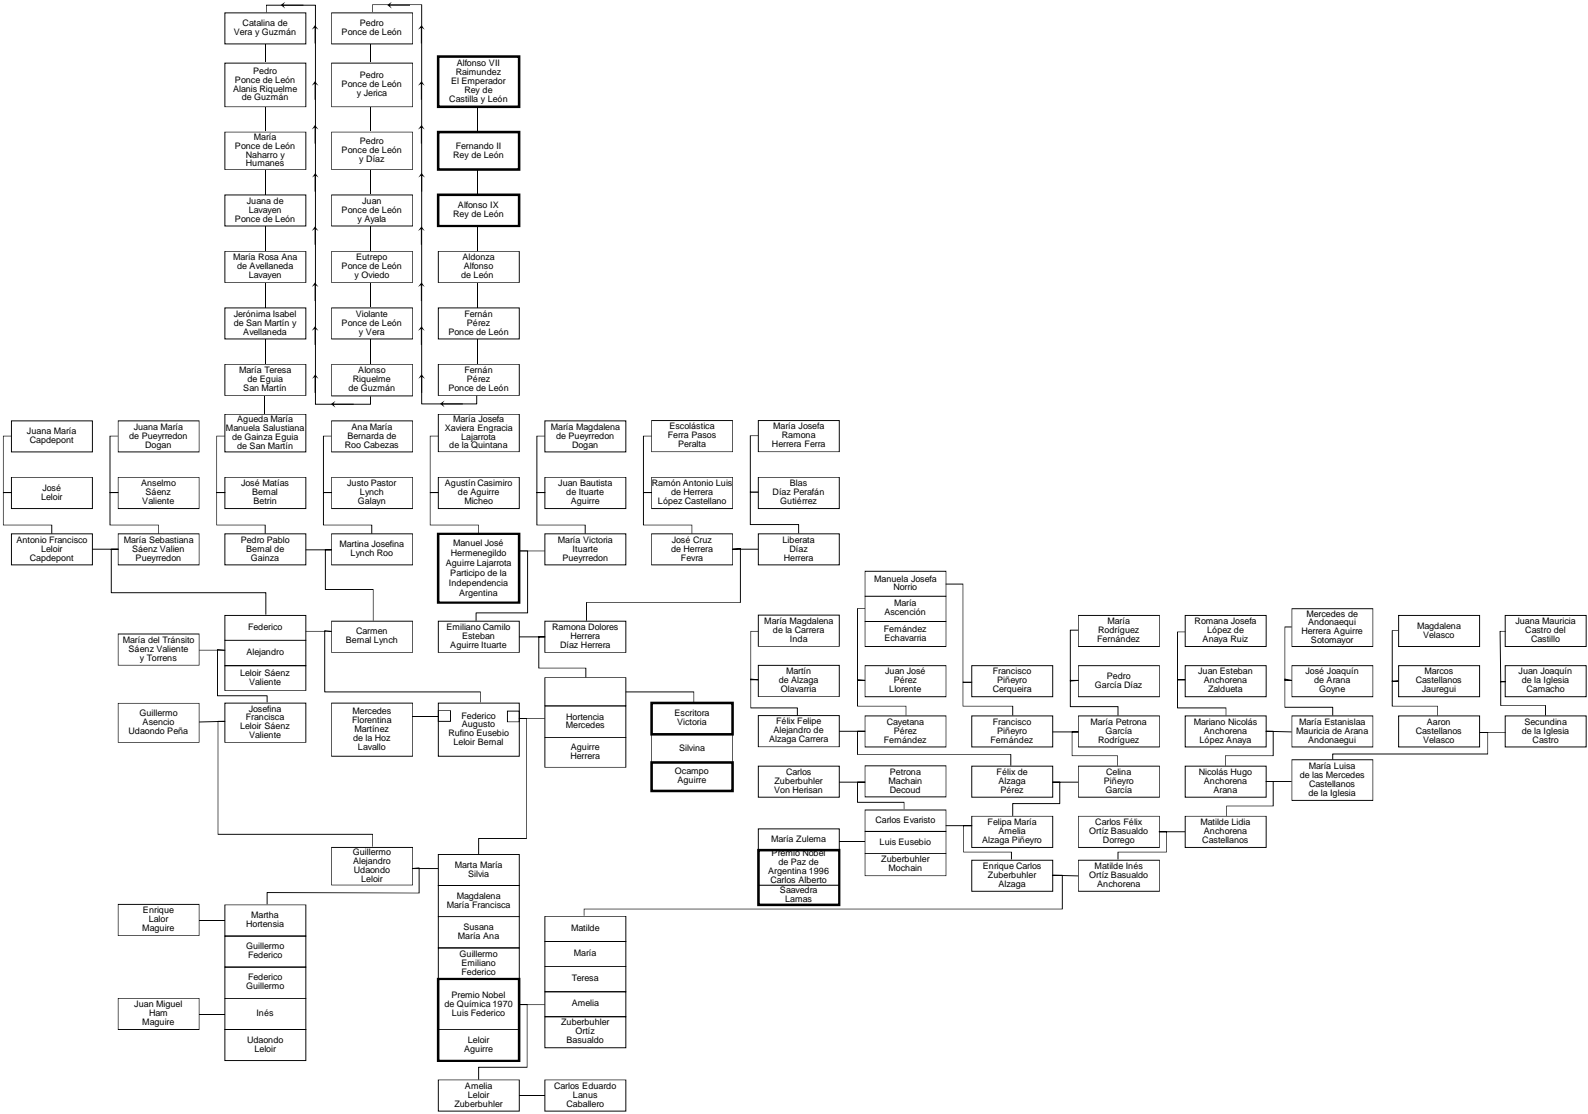 Catalina de
Vera y Guzmán
Pedro
Ponce de León
Pedro
Ponce de León
Alanis Riquelme
de Guzmán
Pedro
Ponce de León
y Jerica
Alfonso VII
Raimundez
El Emperador
Rey de
Castilla y León
María
Ponce de León
Naharro y
Humanes
Pedro
Ponce de León
y Díaz
Fernando II
Rey de León
Juana de
Lavayen
Ponce de León
Juan
Ponce de León
y Ayala
Alfonso IX
Rey de León
María Rosa Ana
de Avellaneda
Lavayen
Eutrepo
Ponce de León
y Oviedo
Aldonza
Alfonso
de León
Jerónima Isabel
de San Martín y
Avellaneda
Violante
Ponce de León
y Vera
Fernán
Pérez
Ponce de León
María Teresa
de Eguia
San Martín
Alonso
Riquelme
de Guzmán
Fernán
Pérez
Ponce de León
Juana María
Capdepont
Juana María
de Pueyrredon
Dogan
Agueda María
Manuela Salustiana
de Gainza Eguia
de San Martín
Ana María
Bernarda de
Roo Cabezas
María Josefa
Xaviera Engracia
Lajarrota
de la Quintana
María Magdalena
de Pueyrredon
Dogan
Escolástica
Ferra Pasos
Peralta
María Josefa
Ramona
Herrera Ferra
José
Leloir
Anselmo
Sáenz
Valiente
José Matías
Bernal
Betrin
Justo Pastor
Lynch
Galayn
Agustín Casimiro
de Aguirre
Micheo
Juan Bautista
de Ituarte
Aguirre
Ramón Antonio Luis
de Herrera
López Castellano
Blas
Díaz Perafán
Gutiérrez
Antonio Francisco
Leloir
Capdepont
María Sebastiana
Sáenz Valien
Pueyrredon
Pedro Pablo
Bernal de
Gainza
Martina Josefina
Lynch Roo
Manuel José
Hermenegildo
Aguirre Lajarrota
Participo de la
Independencia
Argentina
María Victoria
Ituarte
Pueyrredon
José Cruz
de Herrera
Fevra
Liberata
Díaz
Herrera
Manuela Josefa
Norrio
María
Ascención
Fernández
Echavarria
María del Tránsito
Sáenz Valiente
y Torrens
Federico
Alejandro
Leloir Sáenz
Valiente
Carmen
Bernal Lynch
Emiliano Camilo
Esteban
Aguirre Ituarte
Ramona Dolores
Herrera
Díaz Herrera
María Magdalena
de la Carrera
Inda
María
Rodríguez
Fernández
Romana Josefa
López de
Anaya Ruiz
Mercedes de
Andonaequi
Herrera Aguirre
Sotomayor
Magdalena
Velasco
Juana Mauricia
Castro del
Castillo
Martín
de Alzaga
Olavarria
Juan José
Pérez
Llorente
Francisco
Piñeyro
Cerqueira
Pedro
García Díaz
Juan Esteban
Anchorena
Zaldueta
José Joaquín
de Arana
Goyne
Marcos
Castellanos
Jauregui
Juan Joaquín
de la Iglesia
Camacho
Guillermo
Asencio
Udaondo Peña
Josefina
Francisca
Leloir Sáenz
Valiente
Mercedes
Florentina
Martínez
de la Hoz
Lavallo
Federico
Augusto
Rufino Eusebio
Leloir Bernal
Hortencia
Mercedes
Aguirre
Herrera
Escritora
Victoria
Silvina
Ocampo
Aguirre
Félix Felipe
Alejandro de
Alzaga Carrera
Cayetana
Pérez
Fernández
Francisco
Piñeyro
Fernández
María Petrona
García
Rodríguez
Mariano Nicolás
Anchorena
López Anaya
María Estanislaa
Mauricia de Arana
Andonaegui
Aaron
Castellanos
Velasco
Secundina
de la Iglesia
Castro
Carlos
Zuberbuhler
Von Herisan
Petrona
Machain
Decoud
Félix de
Alzaga
Pérez
Celina
Piñeyro
García
Nicolás Hugo
Anchorena
Arana
María Luisa
de las Mercedes
Castellanos
de la Iglesia
María Zulema
Premio Nobel
de Paz de
Argentina 1996
Carlos Alberto
Saavedra
Lamas
Carlos Evaristo
Luis Eusebio
Zuberbuhler
Mochain
Felipa María
Amelia
Alzaga Piñeyro
Carlos Félix
Ortíz Basualdo
Dorrego
Matilde Lidia
Anchorena
Castellanos
Enrique Carlos
Zuberbuhler
Alzaga
Matilde Inés
Ortíz Basualdo
Anchorena
Guillermo
Alejandro
Udaondo
Leloir
Marta María
Silvia
Magdalena
María Francisca
Susana
María Ana
Guillermo
Emiliano
Federico
Premio Nobel
de Química 1970
Luis Federico
Leloir
Aguirre
Enrique
Lalor
Maguire
Martha
Hortensia
Guillermo
Federico
Federico
Guillermo
Juan Miguel
Ham
Maguire
Inés
Udaondo
Leloir
Matilde
María
Teresa
Amelia
Zuberbuhler
Ortíz
Basualdo
Amelia
Leloir
Zuberbuhler
Carlos Eduardo
Lanus
Caballero